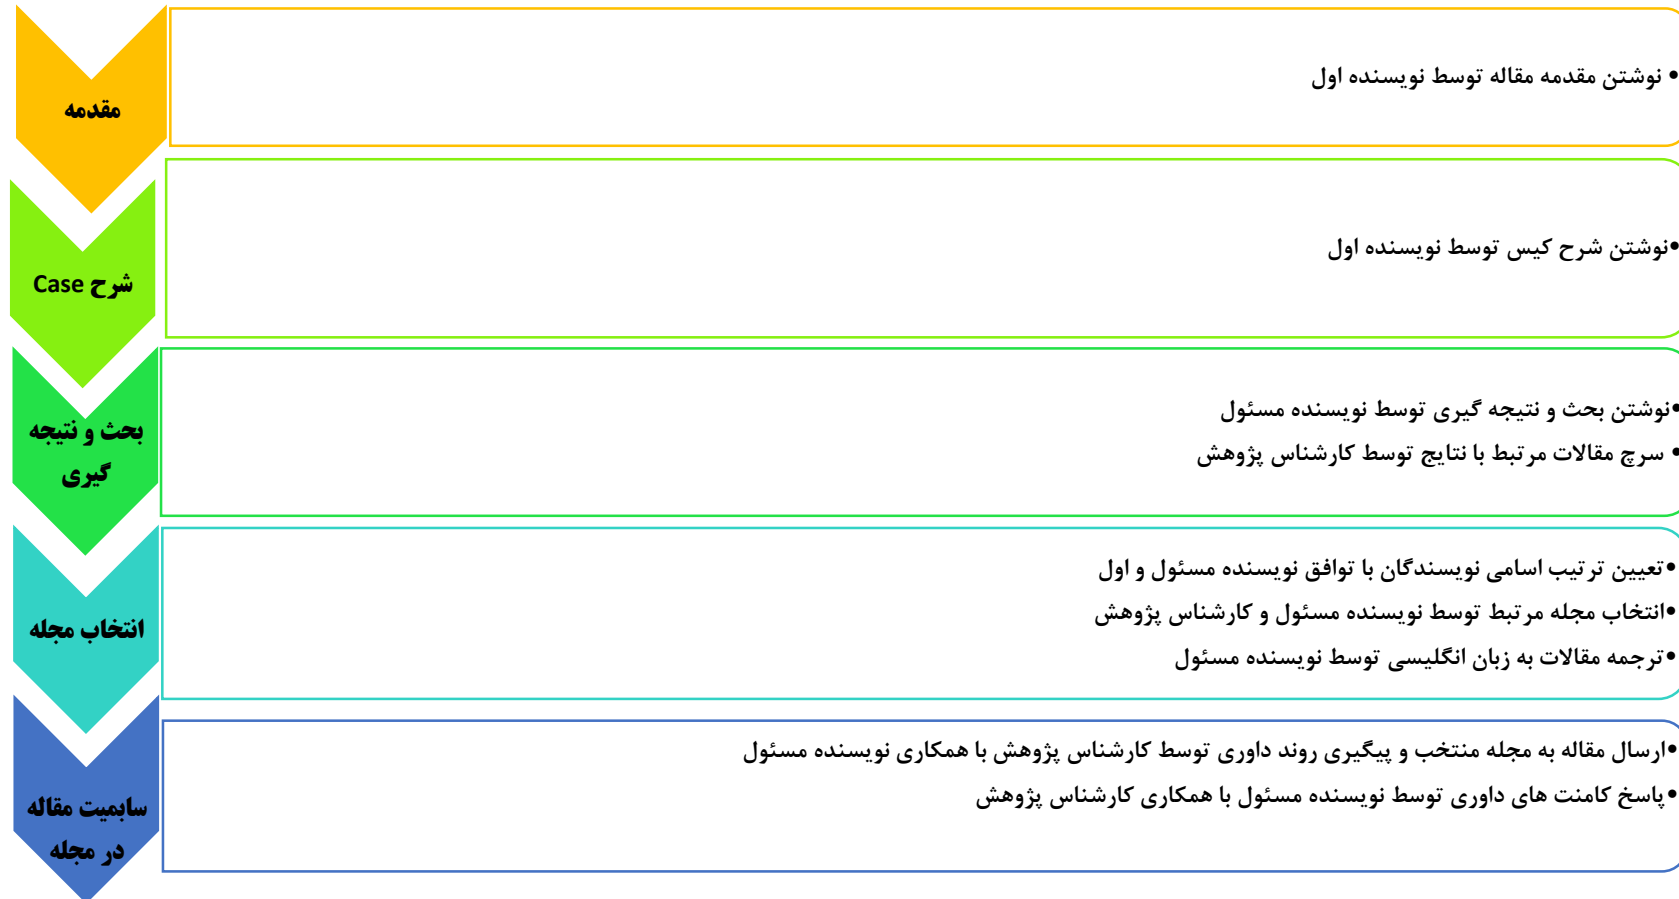 مقدمه
• نوشتن مقدمه مقاله توسط نویسنده اول
شرح Case
•نوشتن شرح کیس توسط نویسنده اول
بحث و نتیجه
گیری
•نوشتن بحث و نتیجه گیری توسط نویسنده مسئول
• سرچ مقالات مرتبط با نتایج توسط کارشناس پژوهش
انتخاب مجله
•تعیین ترتیب اسامی نویسندگان با توافق نویسنده مسئول و اول
•انتخاب مجله مرتبط توسط نویسنده مسئول و کارشناس پژوهش
•ترجمه مقالات به زبان انگلیسی توسط نویسنده مسئول
سابمیت مقاله
در مجله
•ارسال مقاله به مجله منتخب و پیگیری روند داوری توسط کارشناس پژوهش با همکاری نویسنده مسئول
•پاسخ کامنت های داوری توسط نویسنده مسئول با همکاری کارشناس پژوهش